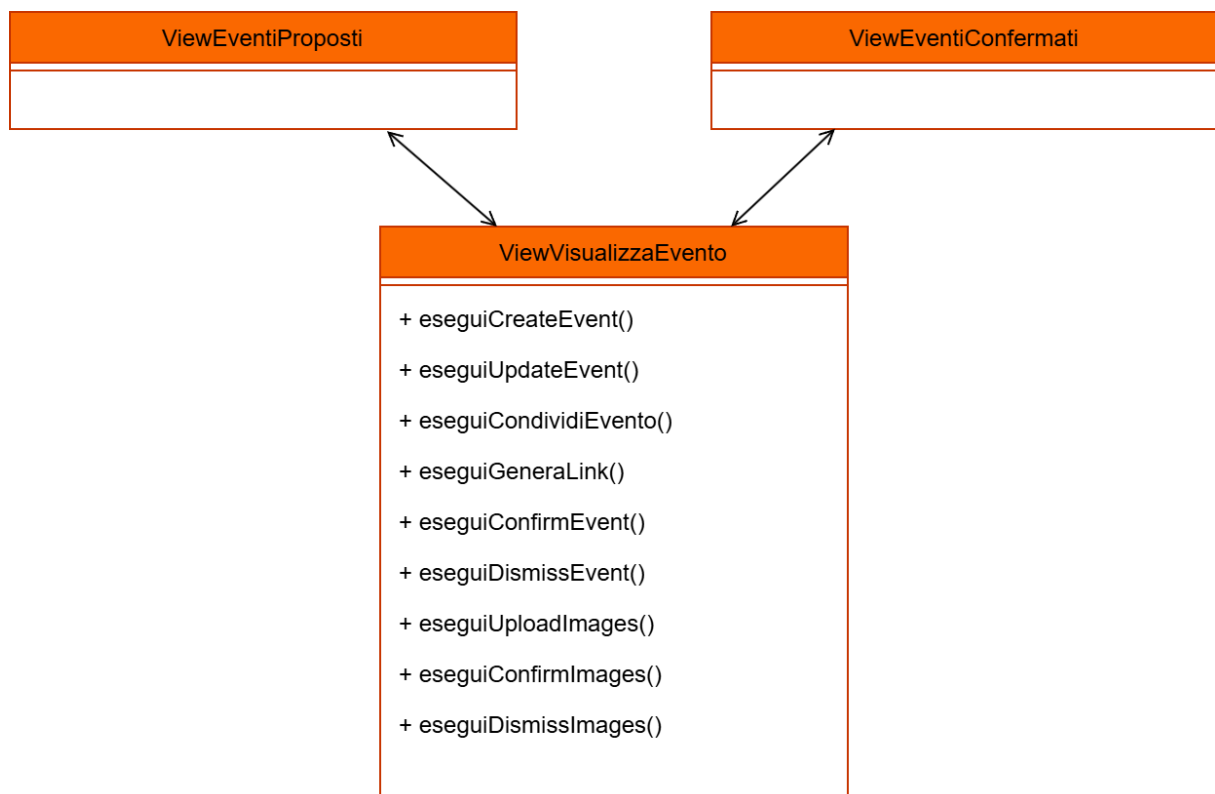 ViewEventiProposti
ViewEventiConfermati
ViewVisualizzaEvento
+ eseguiCreateEvent()
+ eseguiUpdateEvent()
+ eseguiCondividiEvento()
+ eseguiGeneraLink()
+ eseguiConfirmEvent()
+ eseguiDismissEvent()
+ eseguiUploadImages()
+ eseguiConfirmImages()
+ eseguiDismissImages()